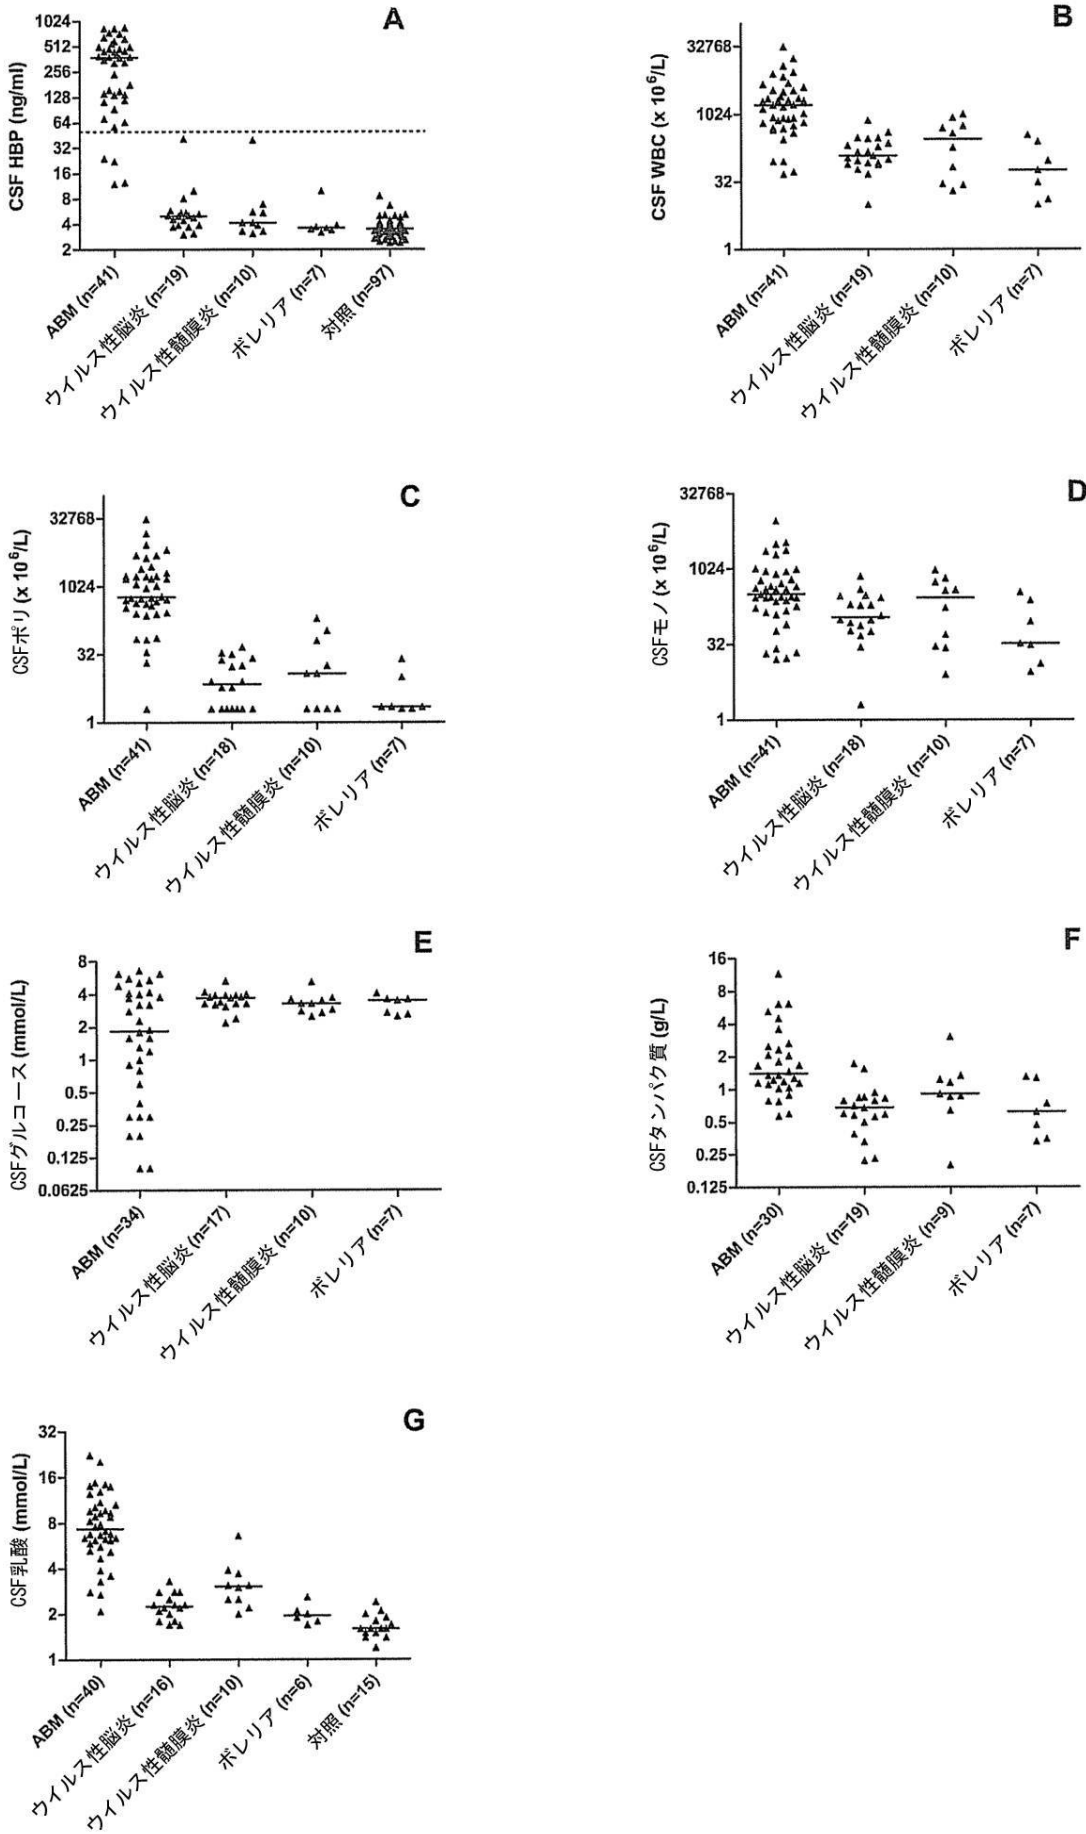 A
CSF HBP (ng/ml)
1024
512
256
128
64
32
16
8
4
2
ABM (n=41)
ウイルス性脳炎 (n=19)
ウイルス性髄膜炎 (n=10)
ボレリア (n=7)
対照 (n=97)
B
CSF WBC (x 10⁶/L)
32768
1024
32
1
ABM (n=41)
ウイルス性脳炎 (n=19)
ウイルス性髄膜炎 (n=10)
ボレリア (n=7)
C
CSFポリ (x 10⁶/L)
32768
1024
32
1
ABM (n=41)
ウイルス性脳炎 (n=18)
ウイルス性髄膜炎 (n=10)
ボレリア (n=7)
D
CSFモノ (x 10⁶/L)
32768
1024
32
1
ABM (n=41)
ウイルス性脳炎 (n=18)
ウイルス性髄膜炎 (n=10)
ボレリア (n=7)
E
CSFグルコース (mmol/L)
8
4
2
1
0.5
0.25
0.125
0.0625
ABM (n=34)
ウイルス性脳炎 (n=17)
ウイルス性髄膜炎 (n=10)
ボレリア (n=7)
F
CSFタンパク質 (g/L)
16
8
4
2
1
0.5
0.25
0.125
ABM (n=30)
ウイルス性脳炎 (n=19)
ウイルス性髄膜炎 (n=9)
ボレリア (n=7)
G
CSF乳酸 (mmol/L)
32
16
8
4
2
1
ABM (n=40)
ウイルス性脳炎 (n=16)
ウイルス性髄膜炎 (n=10)
ボレリア (n=6)
対照 (n=15)